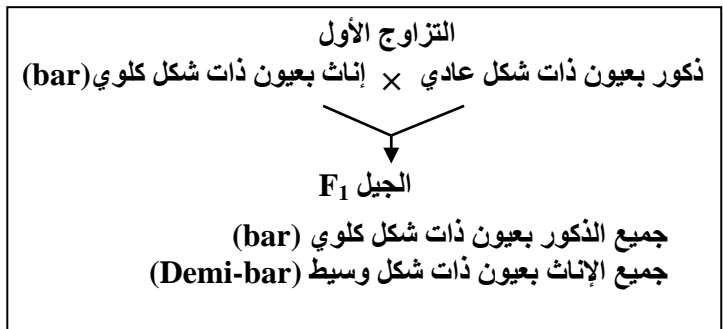 التزاوج الأول
ذكور بعيون ذات شكل عادي × إناث بعيون ذات شكل كلوي(bar)
الجيل F₁
جميع الذكور بعيون ذات شكل كلوي (bar)
جميع الإناث بعيون ذات شكل وسيط (Demi-bar)